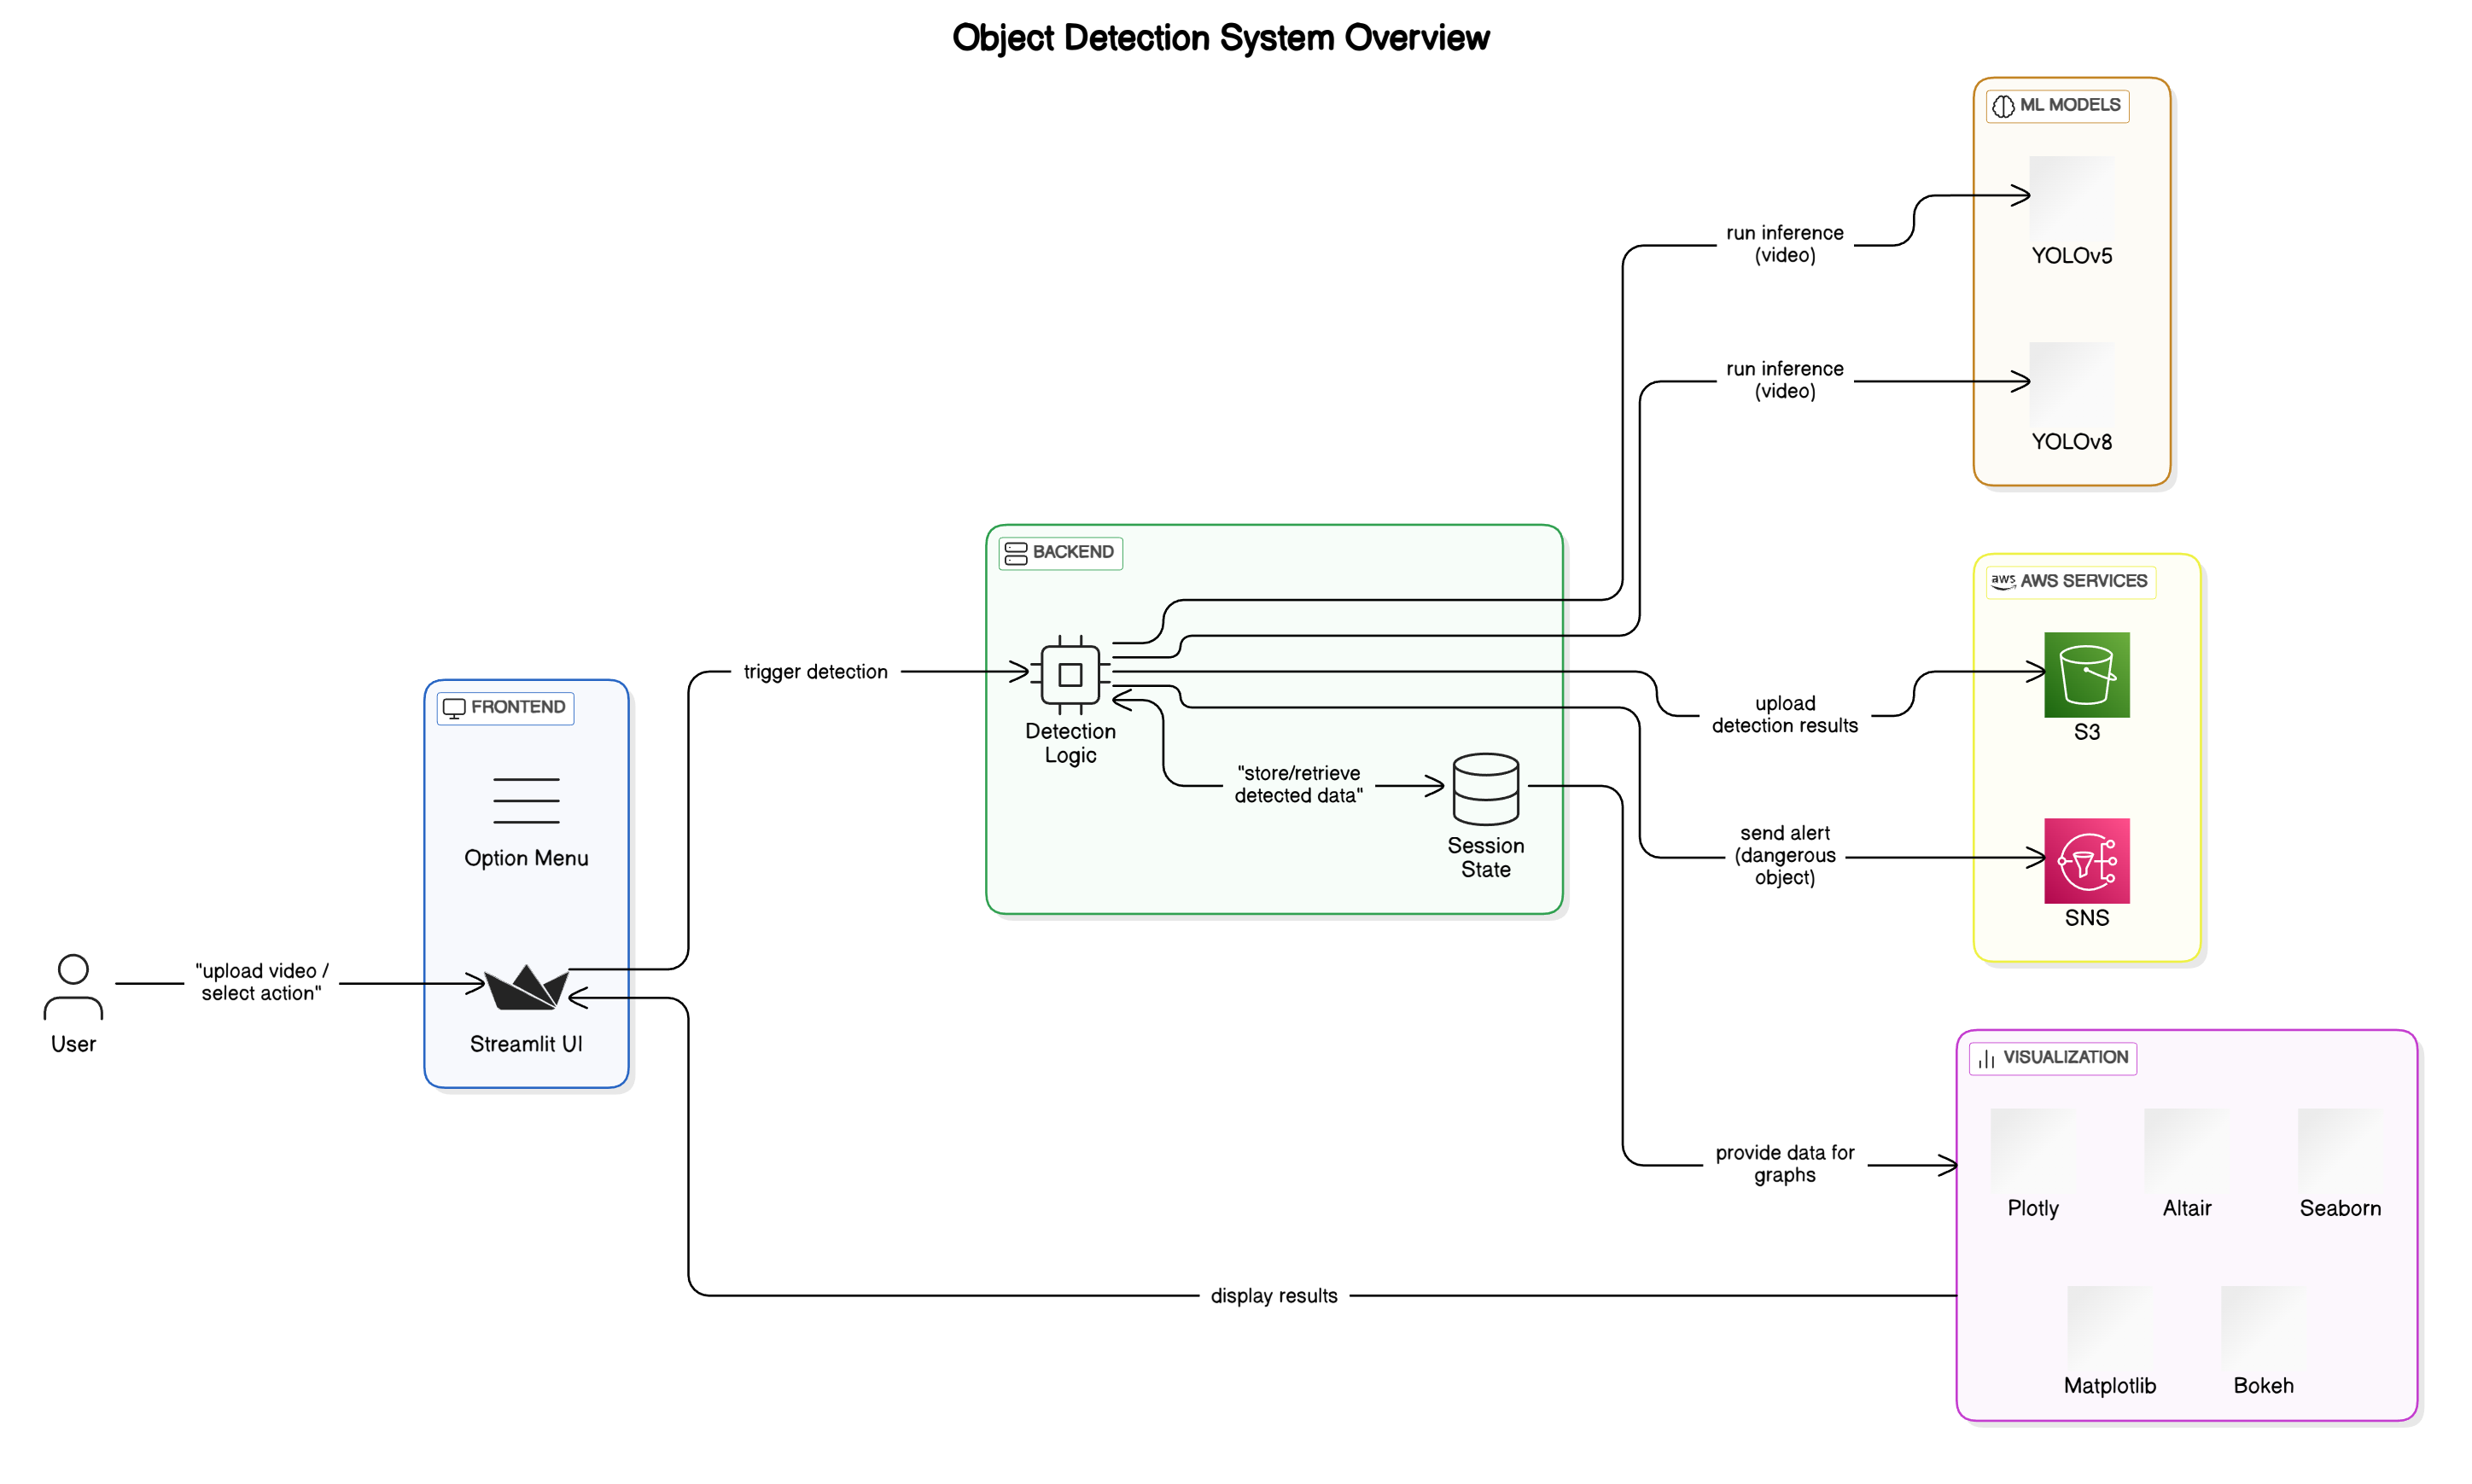 Object Detection System Overview
ML MODELS
run inference
(video)
YOLOv5
run inference
(video)
YOLOv8
BACKEND
aws AWS SERVICES
trigger detection
Detection
Logic
upload
detection results
S3
FRONTEND
"store/retrieve
detected data"
Session
State
send alert
(dangerous
object)
SNS
Option Menu
"upload video /
select action"
User
Streamlit UI
VISUALIZATION
provide data for
graphs
Plotly
Altair
Seaborn
display results
Matplotlib
Bokeh